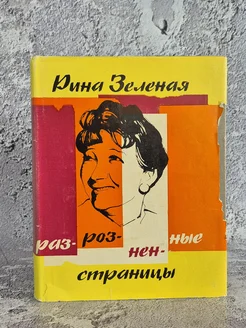 Рина Зеленая
раз-
роз-
нен-
ные
страницы